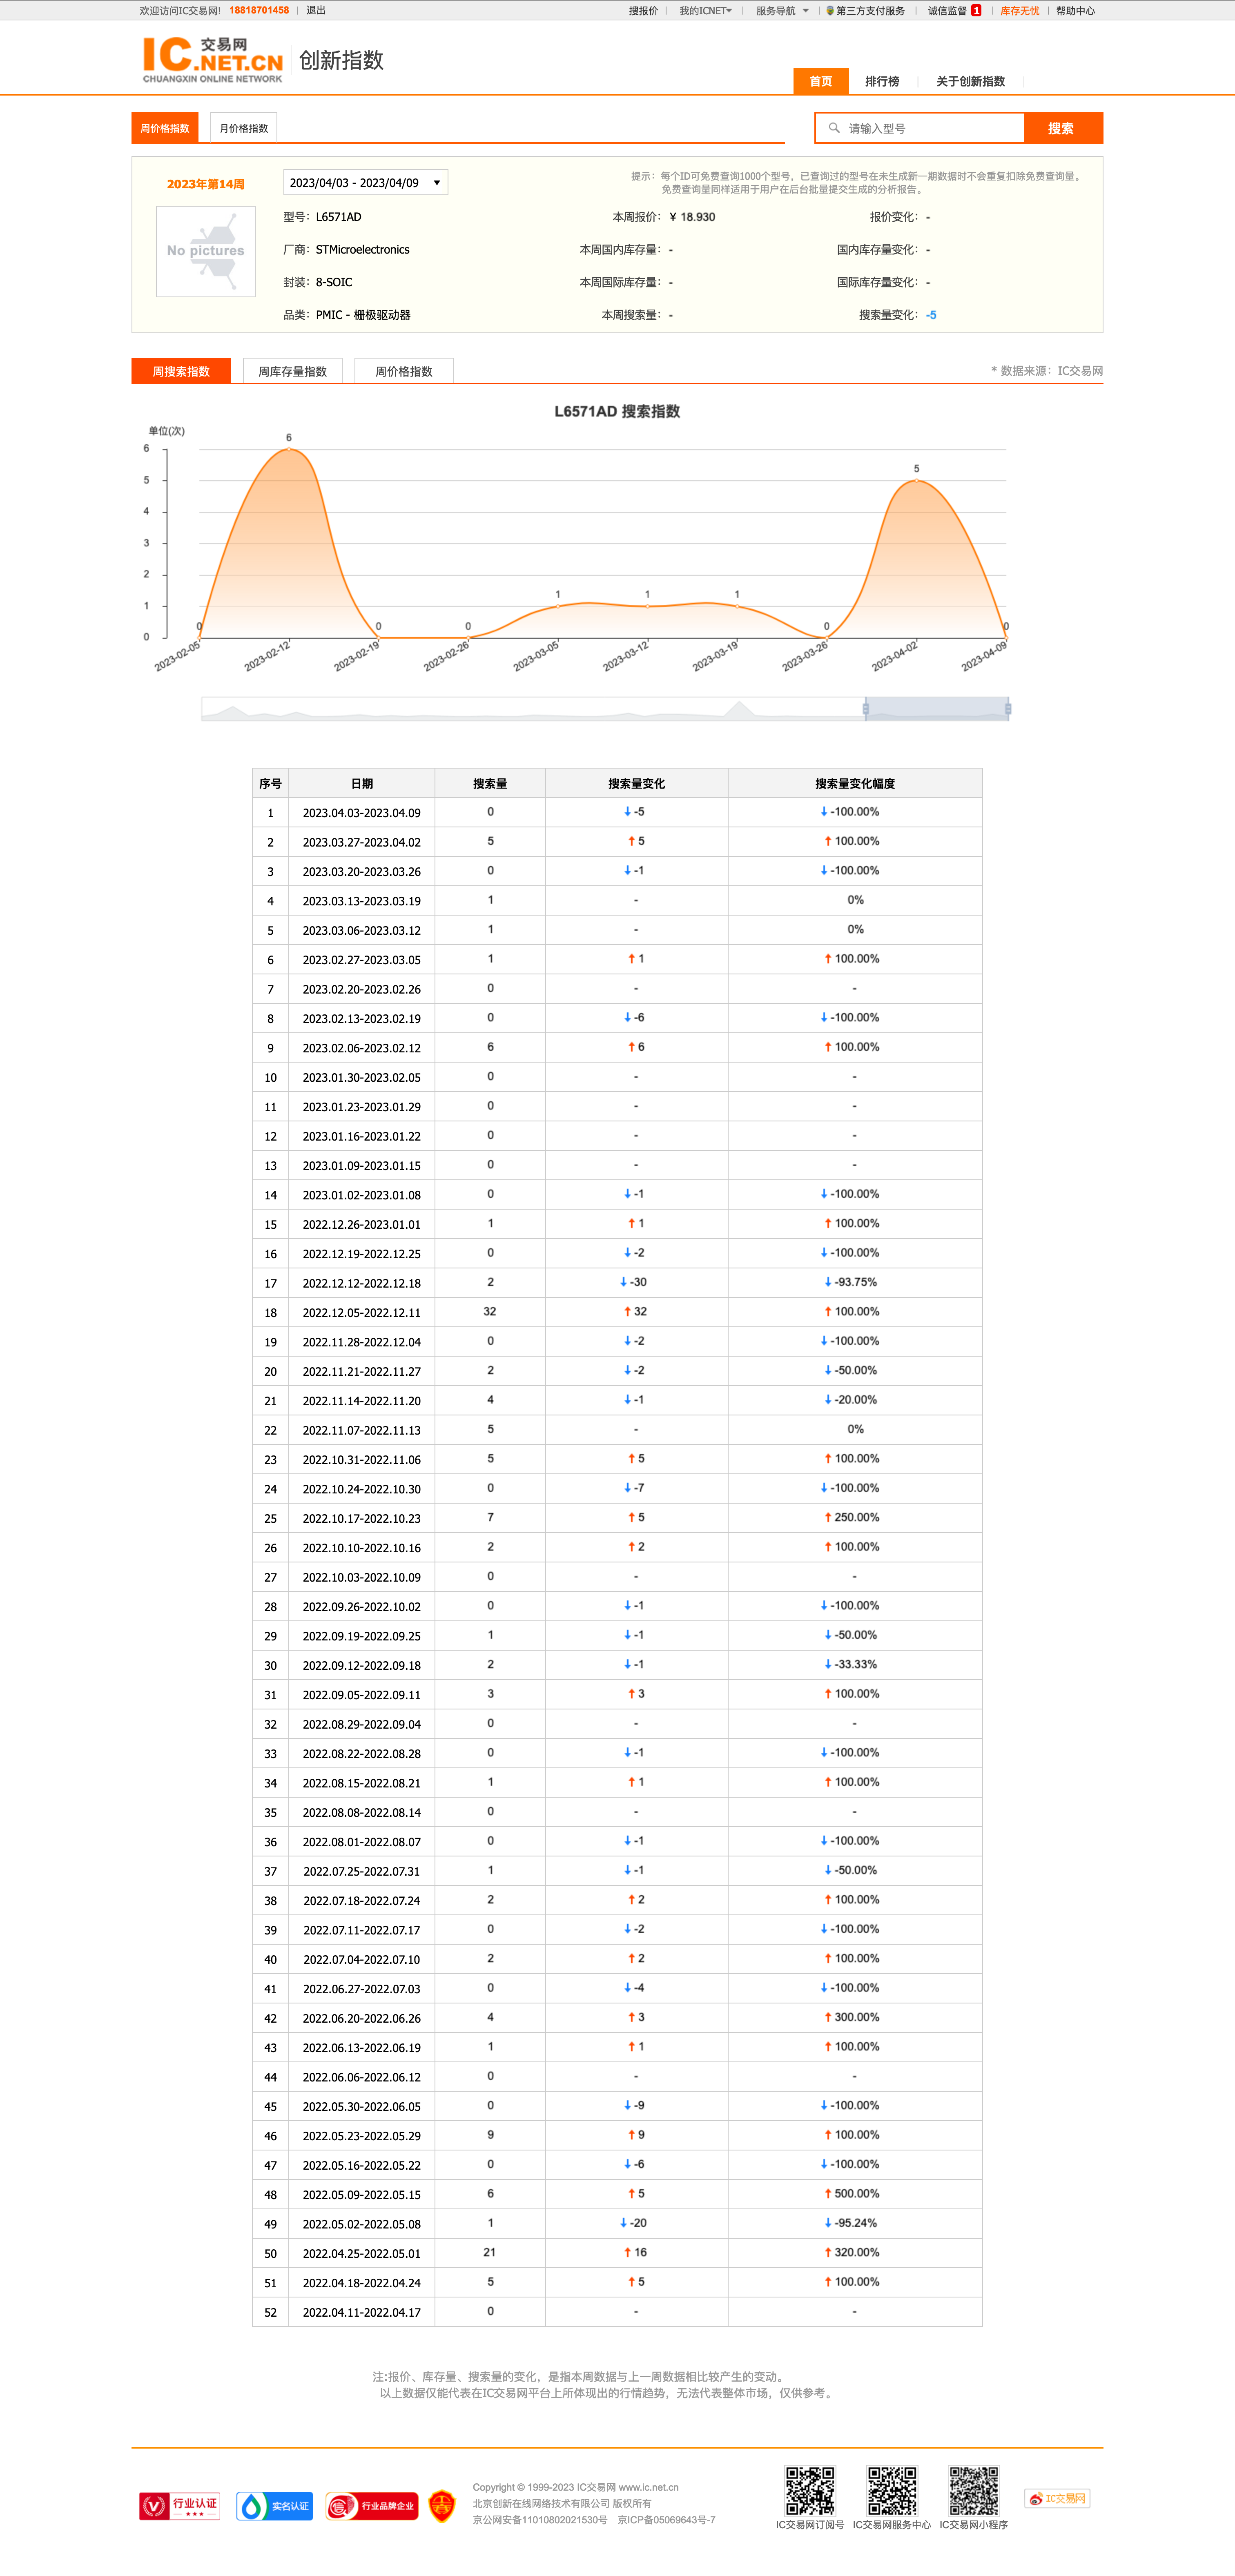 欢迎访问IC交易网! 18818701458 | 退出 搜报价 | 我的ICNET | 服务导航 | 第三方支付服务 | 诚信监督 1 | 库存无忧 | 帮助中心
IC 交易网
.NET.CN
CHUANGXIN ONLINE NETWORK
创新指数
首页 排行榜 关于创新指数
周价格指数 月价格指数 请输入型号 搜索
2023年第14周 2023/04/03 - 2023/04/09
提示：每个ID可免费查询1000个型号，已查询过的型号在未生成新一期数据时不会重复扣除免费查询量。
免费查询量同样适用于用户在后台批量提交生成的分析报告。
No pictures
型号：L6571AD 本周报价：¥ 18.930 报价变化：-
厂商：STMicroelectronics 本周国内库存量：- 国内库存量变化：-
封装：8-SOIC 本周国际库存量：- 国际库存量变化：-
品类：PMIC - 栅极驱动器 本周搜索量：- 搜索量变化：-5
周搜索指数 周库存量指数 周价格指数 * 数据来源：IC交易网
L6571AD 搜索指数
单位(次)
6
5
4
3
2
1
0
0 6 0 0 1 1 1 0 5 0
2023-02-05 2023-02-12 2023-02-19 2023-02-26 2023-03-05 2023-03-12 2023-03-19 2023-03-26 2023-04-02 2023-04-09
序号 日期 搜索量 搜索量变化 搜索量变化幅度
1 2023.04.03-2023.04.09 0 ↓-5 ↓-100.00%
2 2023.03.27-2023.04.02 5 ↑5 ↑100.00%
3 2023.03.20-2023.03.26 0 ↓-1 ↓-100.00%
4 2023.03.13-2023.03.19 1 - 0%
5 2023.03.06-2023.03.12 1 - 0%
6 2023.02.27-2023.03.05 1 ↑1 ↑100.00%
7 2023.02.20-2023.02.26 0 - -
8 2023.02.13-2023.02.19 0 ↓-6 ↓-100.00%
9 2023.02.06-2023.02.12 6 ↑6 ↑100.00%
10 2023.01.30-2023.02.05 0 - -
11 2023.01.23-2023.01.29 0 - -
12 2023.01.16-2023.01.22 0 - -
13 2023.01.09-2023.01.15 0 - -
14 2023.01.02-2023.01.08 0 ↓-1 ↓-100.00%
15 2022.12.26-2023.01.01 1 ↑1 ↑100.00%
16 2022.12.19-2022.12.25 0 ↓-2 ↓-100.00%
17 2022.12.12-2022.12.18 2 ↓-30 ↓-93.75%
18 2022.12.05-2022.12.11 32 ↑32 ↑100.00%
19 2022.11.28-2022.12.04 0 ↓-2 ↓-100.00%
20 2022.11.21-2022.11.27 2 ↓-2 ↓-50.00%
21 2022.11.14-2022.11.20 4 ↓-1 ↓-20.00%
22 2022.11.07-2022.11.13 5 - 0%
23 2022.10.31-2022.11.06 5 ↑5 ↑100.00%
24 2022.10.24-2022.10.30 0 ↓-7 ↓-100.00%
25 2022.10.17-2022.10.23 7 ↑5 ↑250.00%
26 2022.10.10-2022.10.16 2 ↑2 ↑100.00%
27 2022.10.03-2022.10.09 0 - -
28 2022.09.26-2022.10.02 0 ↓-1 ↓-100.00%
29 2022.09.19-2022.09.25 1 ↓-1 ↓-50.00%
30 2022.09.12-2022.09.18 2 ↓-1 ↓-33.33%
31 2022.09.05-2022.09.11 3 ↑3 ↑100.00%
32 2022.08.29-2022.09.04 0 - -
33 2022.08.22-2022.08.28 0 ↓-1 ↓-100.00%
34 2022.08.15-2022.08.21 1 ↑1 ↑100.00%
35 2022.08.08-2022.08.14 0 - -
36 2022.08.01-2022.08.07 0 ↓-1 ↓-100.00%
37 2022.07.25-2022.07.31 1 ↓-1 ↓-50.00%
38 2022.07.18-2022.07.24 2 ↑2 ↑100.00%
39 2022.07.11-2022.07.17 0 ↓-2 ↓-100.00%
40 2022.07.04-2022.07.10 2 ↑2 ↑100.00%
41 2022.06.27-2022.07.03 0 ↓-4 ↓-100.00%
42 2022.06.20-2022.06.26 4 ↑3 ↑300.00%
43 2022.06.13-2022.06.19 1 ↑1 ↑100.00%
44 2022.06.06-2022.06.12 0 - -
45 2022.05.30-2022.06.05 0 ↓-9 ↓-100.00%
46 2022.05.23-2022.05.29 9 ↑9 ↑100.00%
47 2022.05.16-2022.05.22 0 ↓-6 ↓-100.00%
48 2022.05.09-2022.05.15 6 ↑5 ↑500.00%
49 2022.05.02-2022.05.08 1 ↓-20 ↓-95.24%
50 2022.04.25-2022.05.01 21 ↑16 ↑320.00%
51 2022.04.18-2022.04.24 5 ↑5 ↑100.00%
52 2022.04.11-2022.04.17 0 - -
注:报价、库存量、搜索量的变化，是指本周数据与上一周数据相比较产生的变动。
以上数据仅能代表在IC交易网平台上所体现出的行情趋势，无法代表整体市场，仅供参考。
行业认证 实名认证 行业品牌企业
Copyright © 1999-2023 IC交易网 www.ic.net.cn
北京创新在线网络技术有限公司 版权所有
京公网安备11010802021530号 京ICP备05069643号-7
IC交易网订阅号 IC交易网服务中心 IC交易网小程序
IC交易网